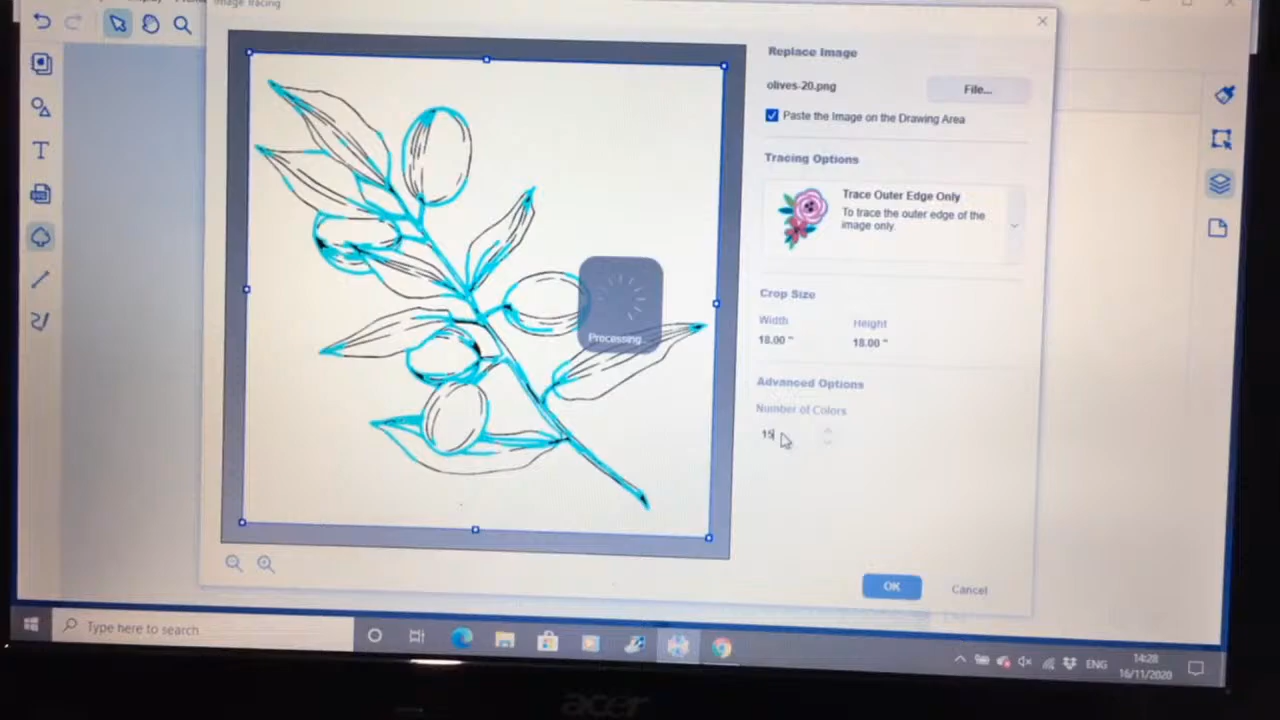 Image Tracing
Replace Image
olives-20.png
File...
Paste the Image on the Drawing Area
Tracing Options
Trace Outer Edge Only
To trace the outer edge of the
image only.
Crop Size
Width
Height
18.00 "
18.00 "
Advanced Options
Number of Colors
15
Processing...
OK
Cancel
Type here to search
ENG
14:28
16/11/2020
acer